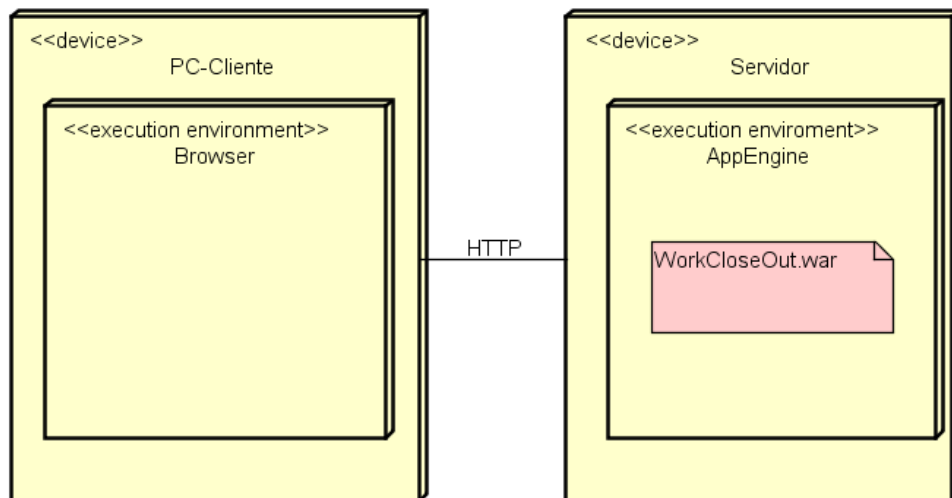 <<device>>
PC-Cliente
<<execution environment>>
Browser
HTTP
<<device>>
Servidor
<<execution enviroment>>
AppEngine
WorkCloseOut.war